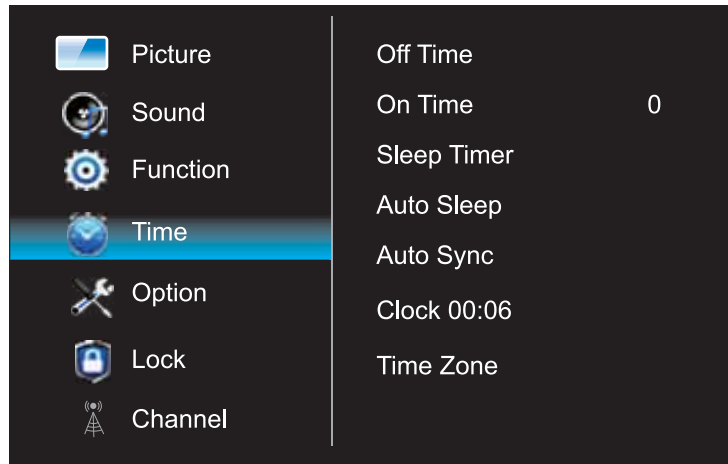 Picture
Sound
Function
Time
Option
Lock
Channel
Off Time
On Time 0
Sleep Timer
Auto Sleep
Auto Sync
Clock 00:06
Time Zone